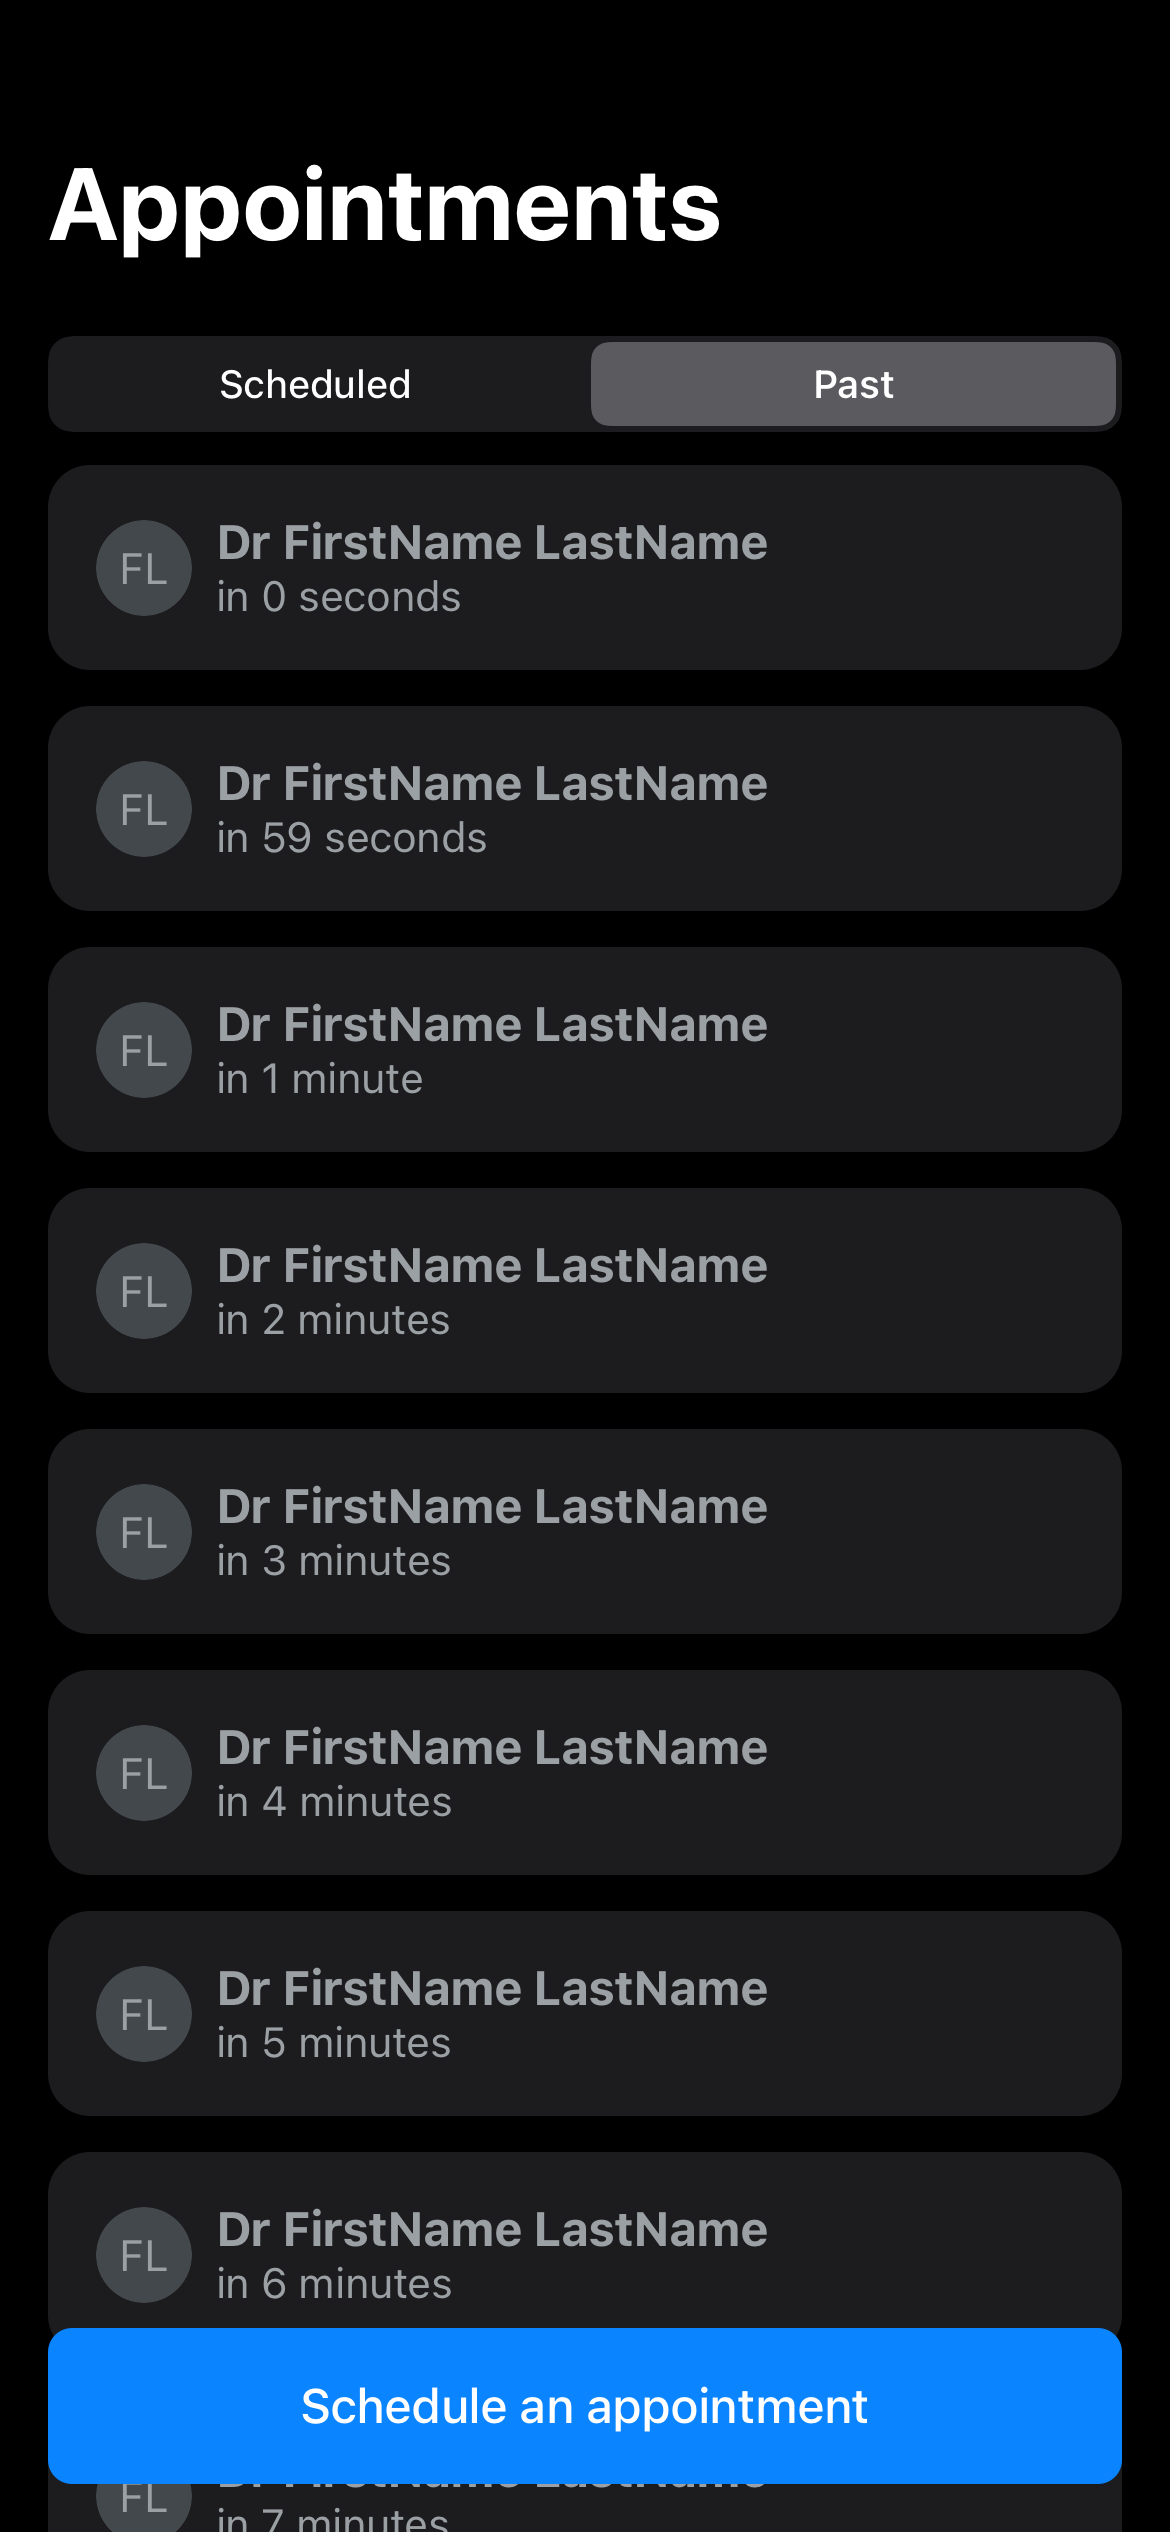 Appointments
Scheduled
Past
FL
Dr FirstName LastName
in 0 seconds
FL
Dr FirstName LastName
in 59 seconds
FL
Dr FirstName LastName
in 1 minute
FL
Dr FirstName LastName
in 2 minutes
FL
Dr FirstName LastName
in 3 minutes
FL
Dr FirstName LastName
in 4 minutes
FL
Dr FirstName LastName
in 5 minutes
FL
Dr FirstName LastName
in 6 minutes
Schedule an appointment
FL
Dr FirstName LastName
in 7 minutes